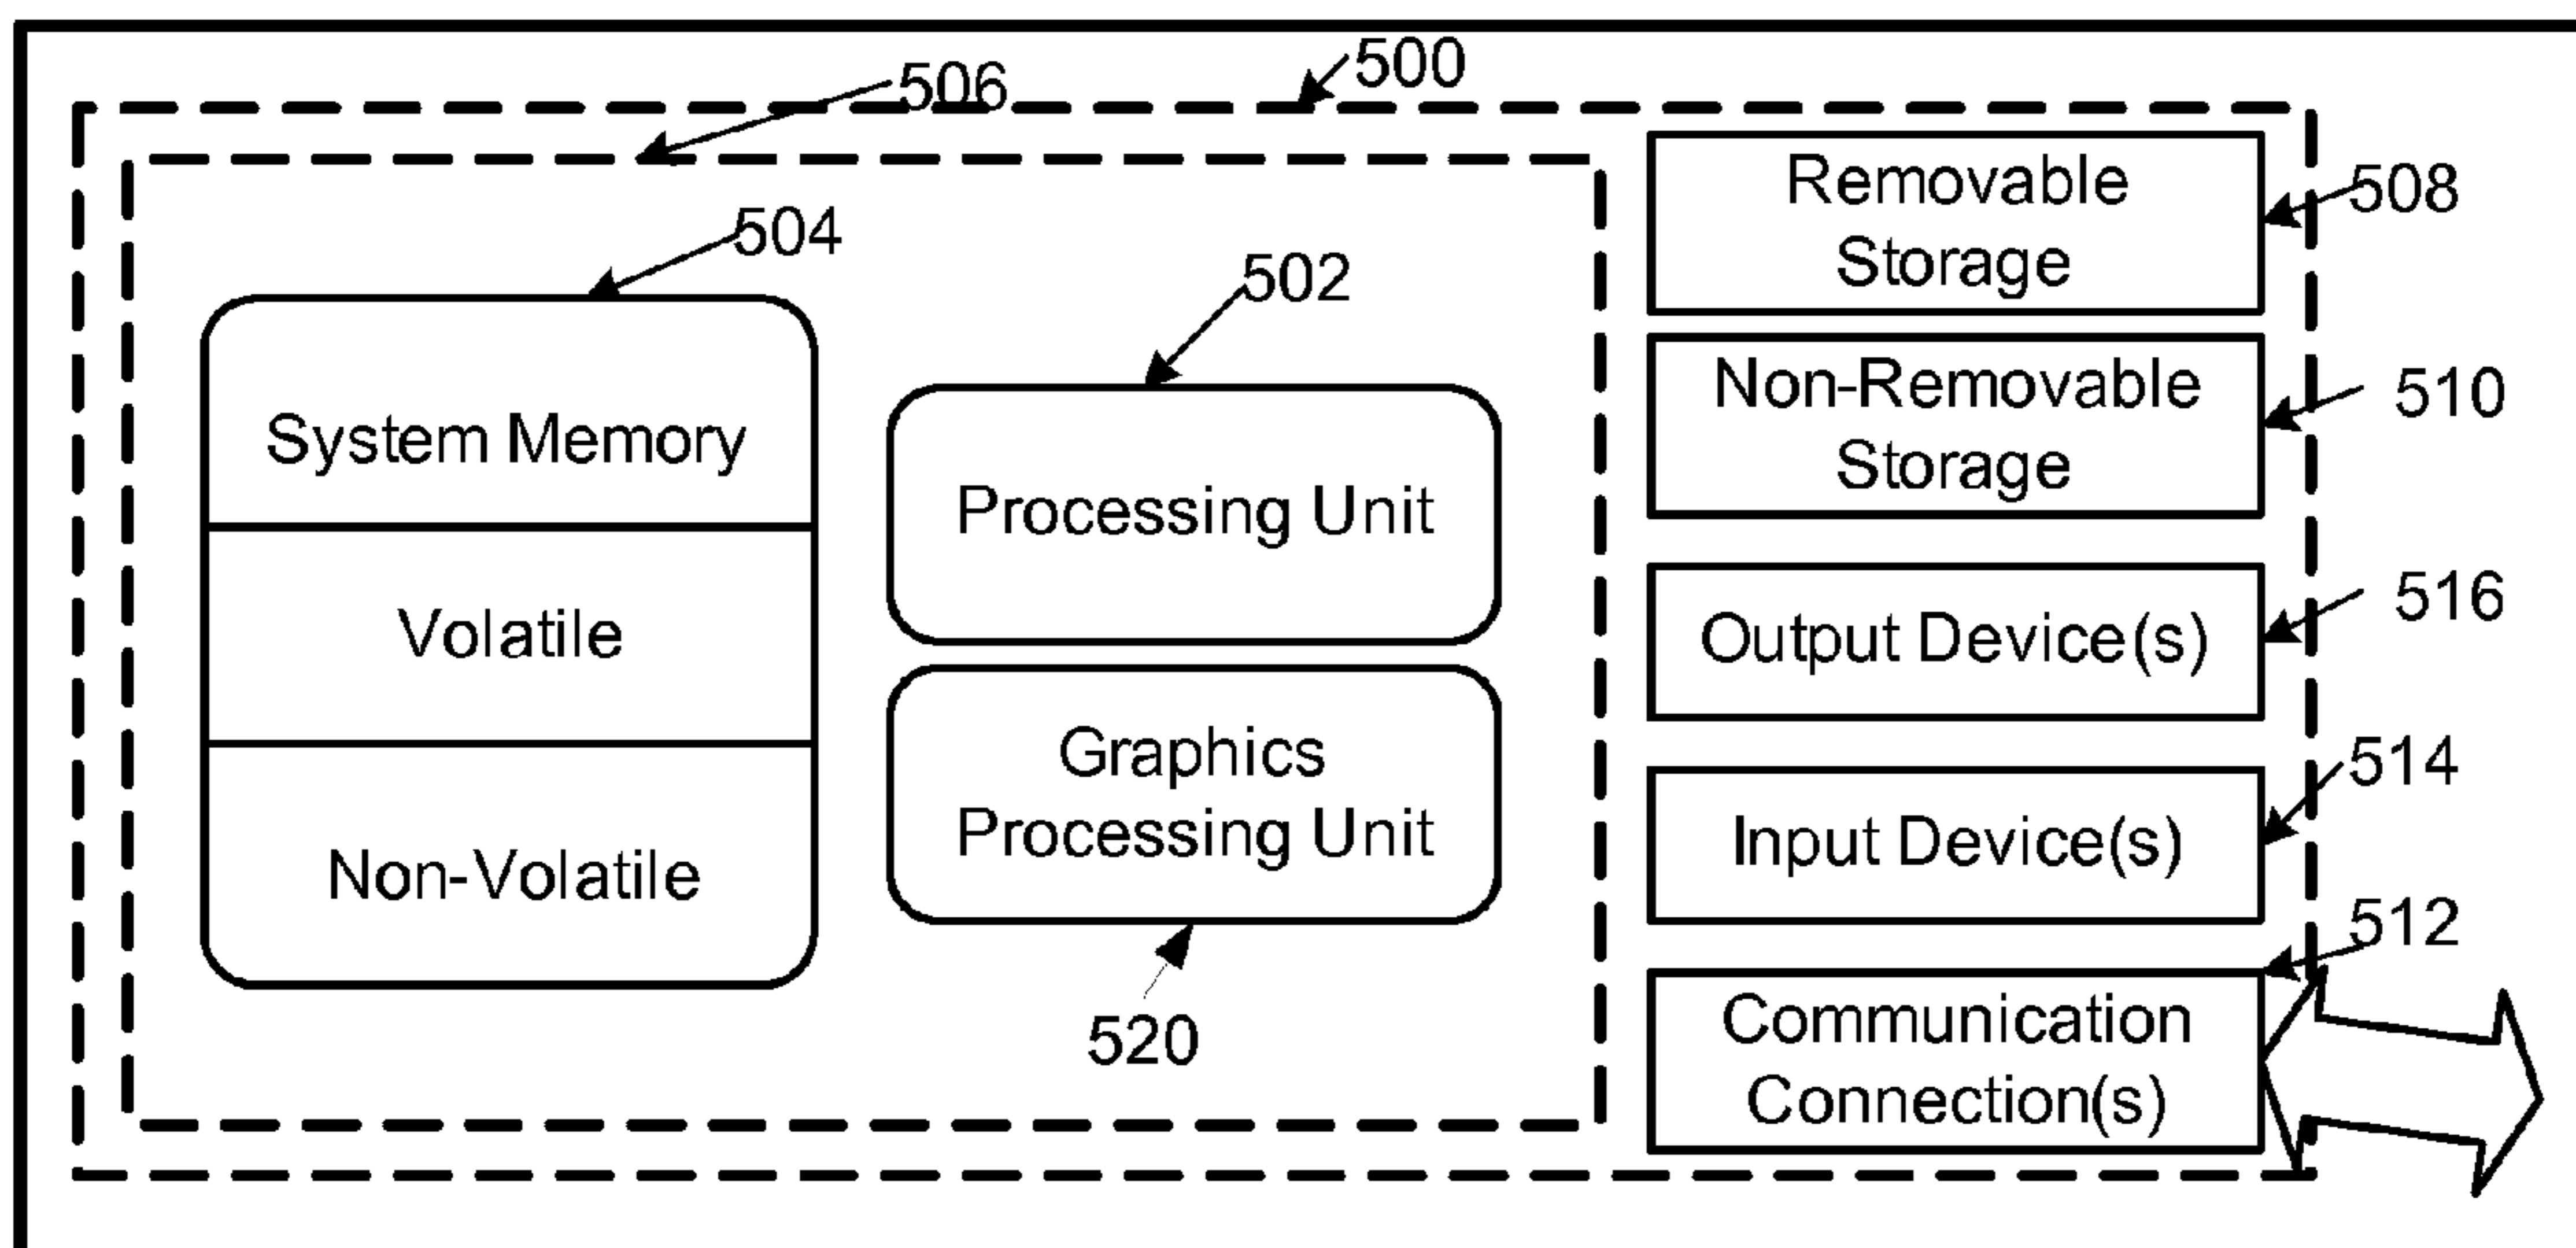 500
506
Removable
Storage
508
504
502
Non-Removable
Storage
510
System Memory
Processing Unit
Output Device(s)
516
Volatile
Graphics
Processing Unit
Input Device(s)
514
Non-Volatile
512
520
Communication
Connection(s)